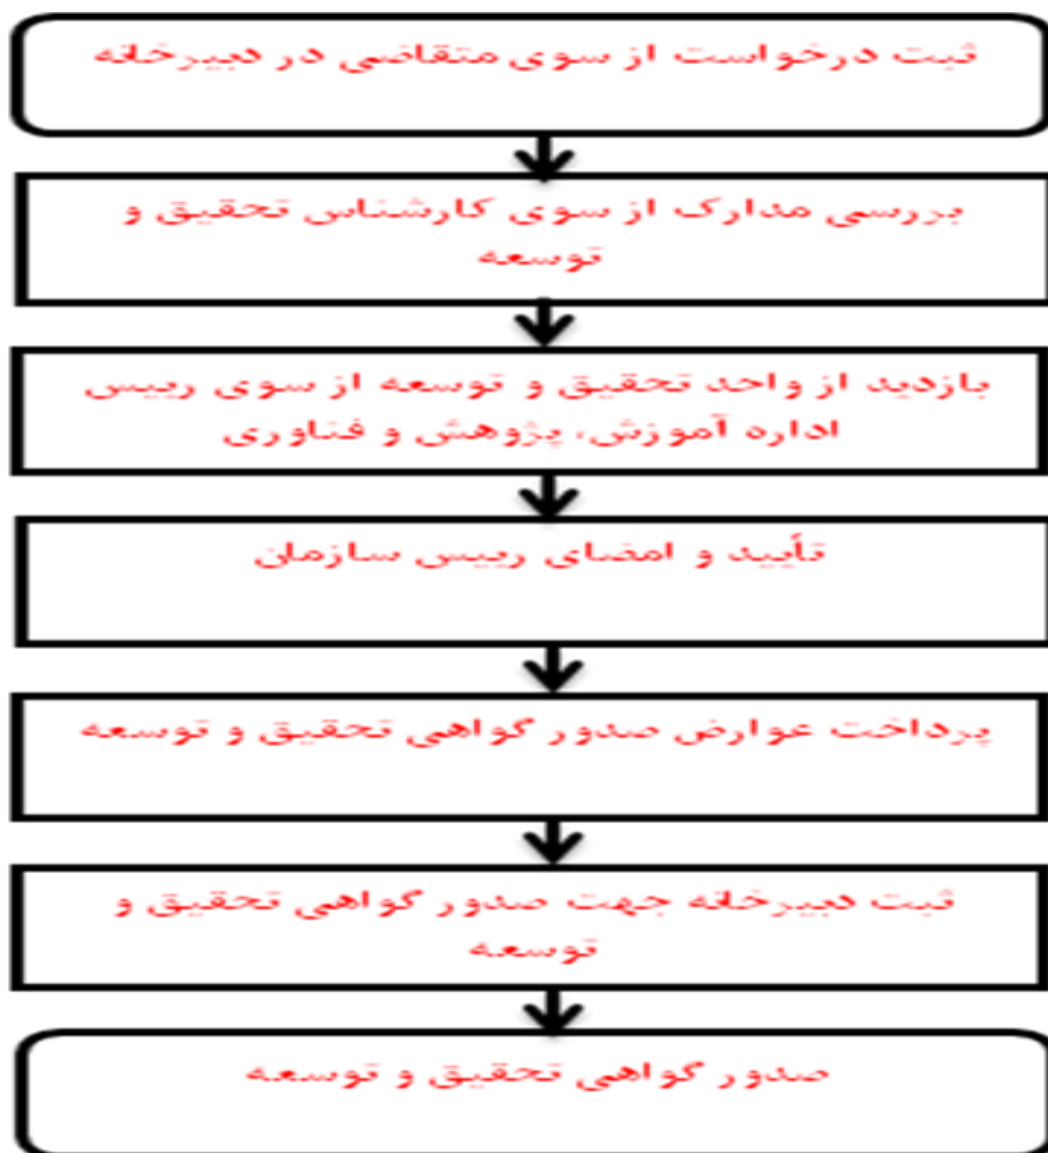 ثبت درخواست از سوی متقاضی در دبیرخانه
بررسی مدارک از سوی کارشناس تحقیق و
توسعه
بازدید از واحد تحقیق و توسعه از سوی رییس
اداره آموزش، پژوهش و فناوری
تأیید و امضای رییس سازمان
پرداخت عوارض صدور گواهی تحقیق و توسعه
ثبت دبیرخانه جهت صدور گواهی تحقیق و
توسعه
صدور گواهی تحقیق و توسعه